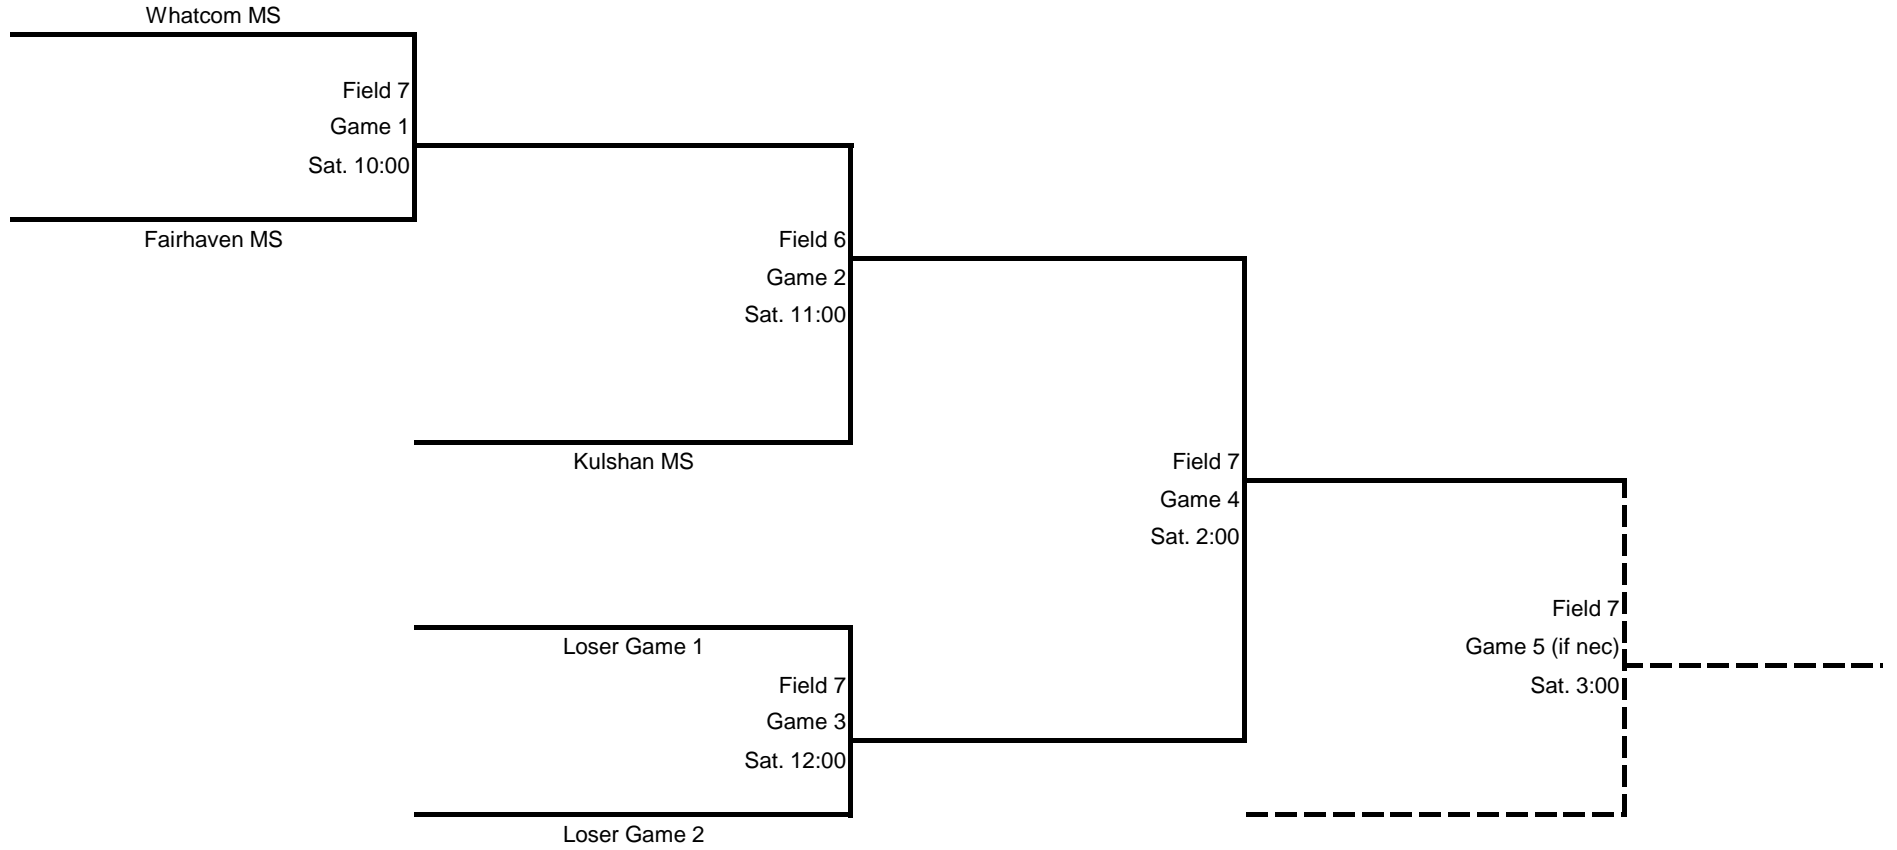 Whatcom MS
Field 7
Game 1
Sat. 10:00
Fairhaven MS
Field 6
Game 2
Sat. 11:00
Kulshan MS
Field 7
Game 4
Sat. 2:00
Loser Game 1
Field 7
Game 3
Sat. 12:00
Loser Game 2
Field 7
Game 5 (if nec)
Sat. 3:00